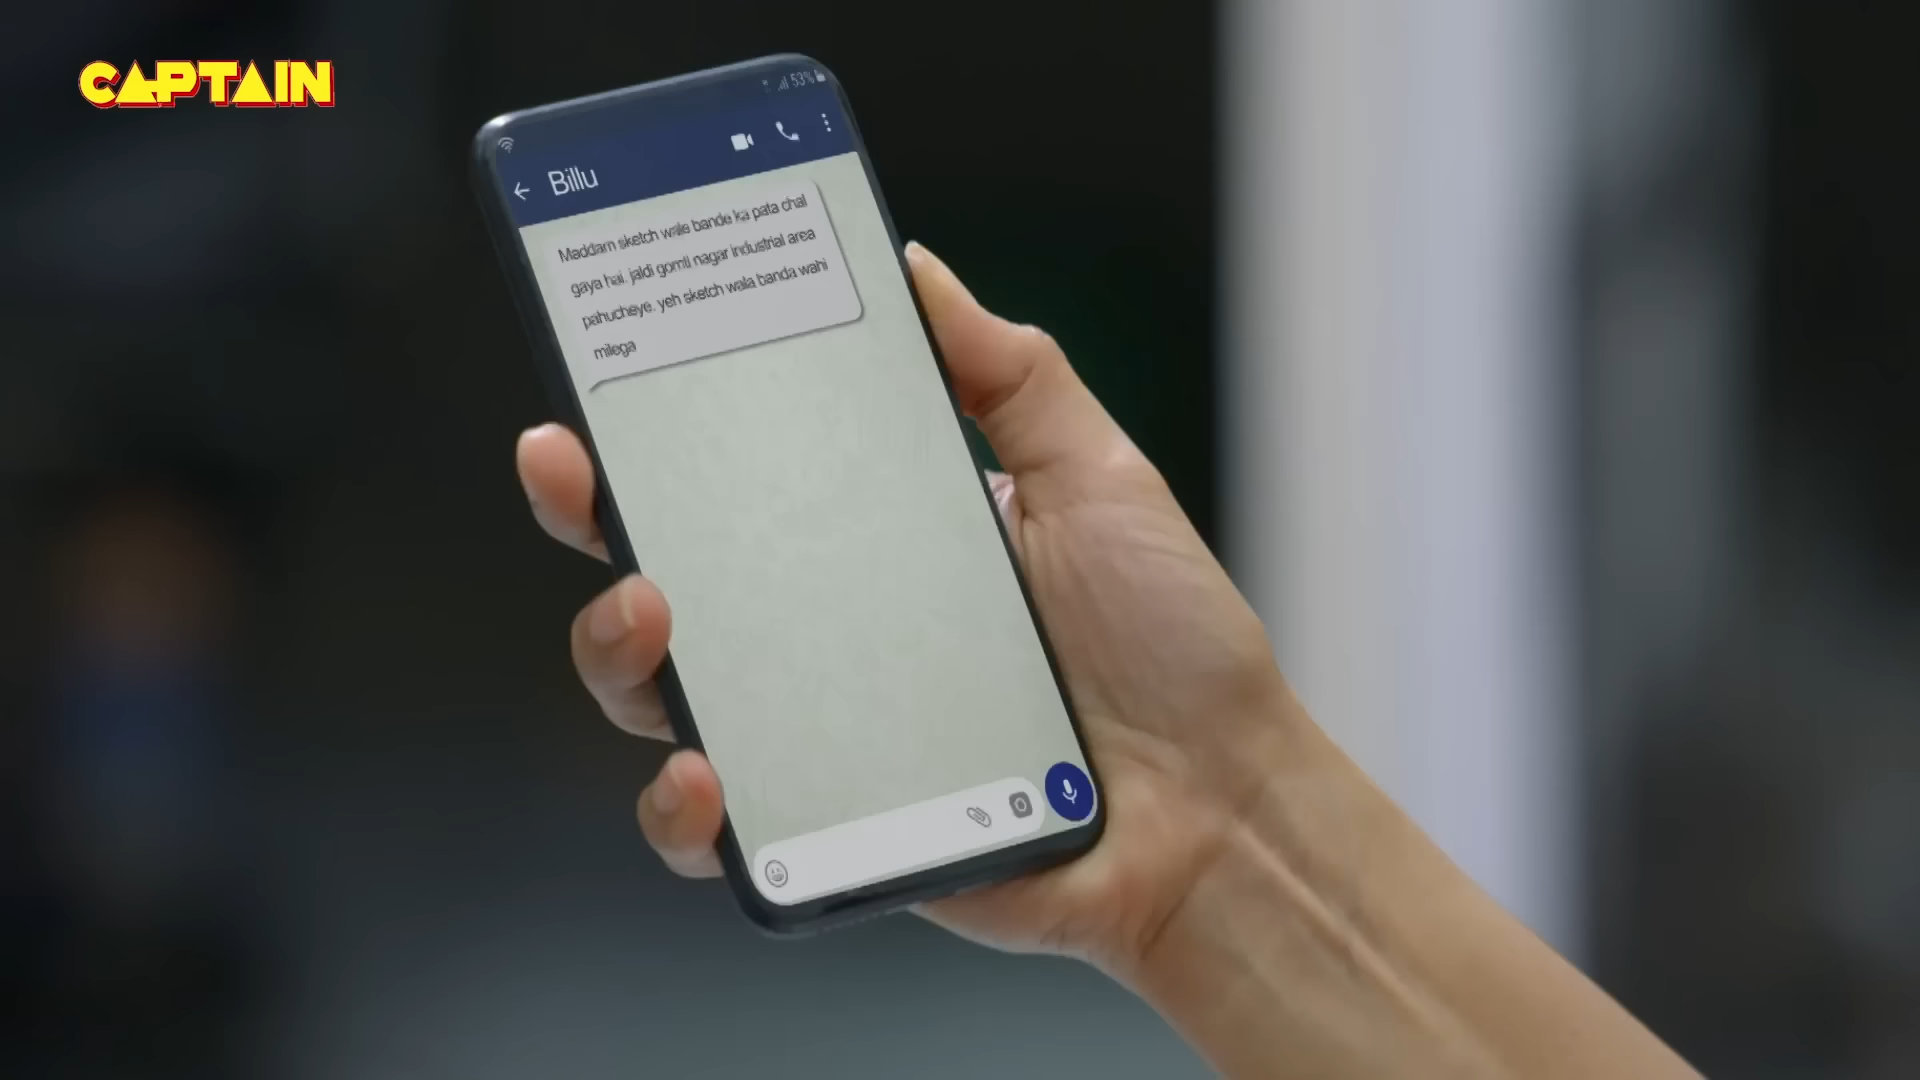 CAPTAIN
53%
Billu
Maddam sketch wale bande ka pata chal
gaya hai. jaldi gomti nagar industrial area
pahucheye. yeh sketch wala banda wahi
milega